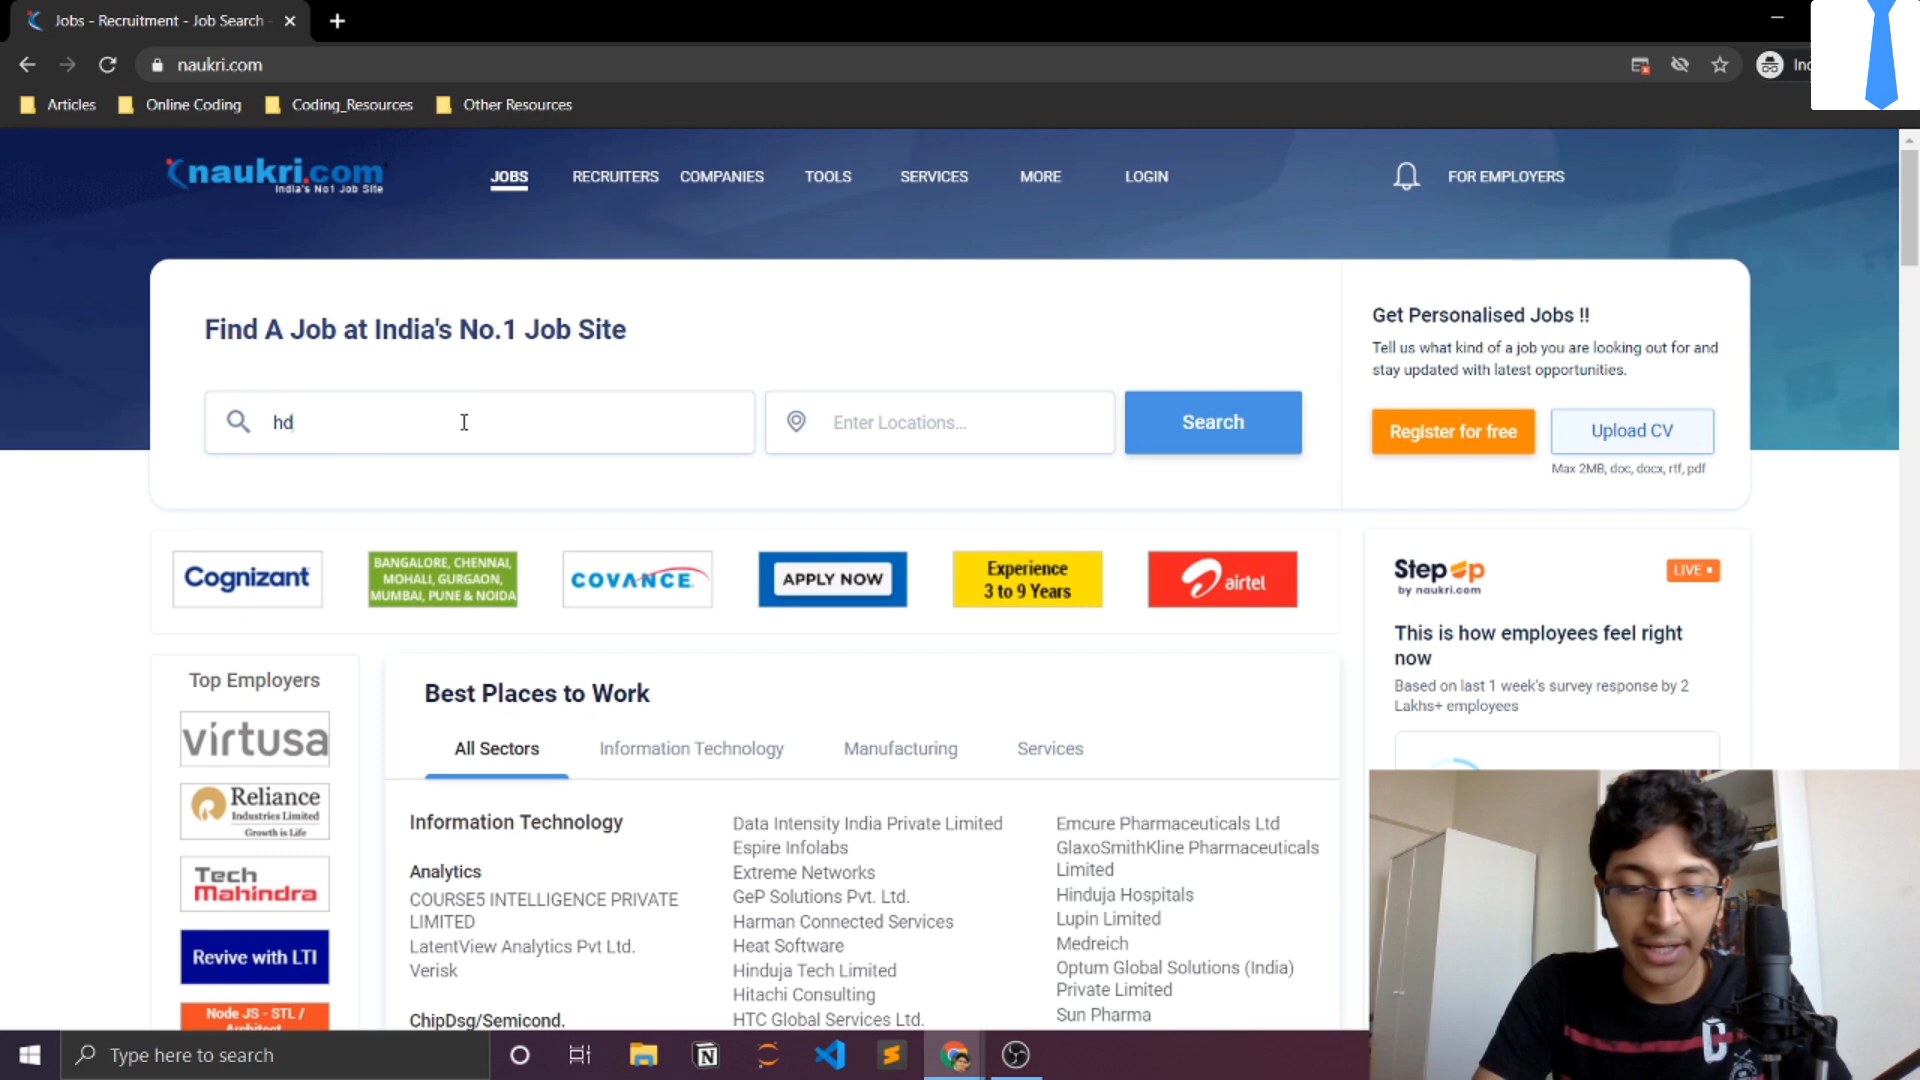 Jobs - Recruitment - Job Search -
naukri.com
Inc
Articles
Online Coding
Coding_Resources
Other Resources
naukri.com
India's No1 Job Site
JOBS
RECRUITERS
COMPANIES
TOOLS
SERVICES
MORE
LOGIN
FOR EMPLOYERS
Find A Job at India's No.1 Job Site
hd
Enter Locations...
Search
Get Personalised Jobs !!
Tell us what kind of a job you are looking out for and
stay updated with latest opportunities.
Register for free
Upload CV
Max 2MB, doc, docx, rtf, pdf
Cognizant
BANGALORE, CHENNAI,
MOHALI, GURGAON,
MUMBAI, PUNE & NOIDA
COVANCE
APPLY NOW
Experience
3 to 9 Years
airtel
Step up
by naukri.com
LIVE
This is how employees feel right
now
Based on last 1 week's survey response by 2
Lakhs+ employees
Top Employers
virtusa
Reliance
Industries Limited
Growth is Life
Tech
Mahindra
Revive with LTI
Node JS - STL /
Architect
Best Places to Work
All Sectors
Information Technology
Manufacturing
Services
Information Technology
Analytics
COURSE5 INTELLIGENCE PRIVATE
LIMITED
LatentView Analytics Pvt Ltd.
Verisk
ChipDsg/Semicond.
Data Intensity India Private Limited
Espire Infolabs
Extreme Networks
GeP Solutions Pvt. Ltd.
Harman Connected Services
Heat Software
Hinduja Tech Limited
Hitachi Consulting
HTC Global Services Ltd.
Emcure Pharmaceuticals Ltd
GlaxoSmithKline Pharmaceuticals
Limited
Hinduja Hospitals
Lupin Limited
Medreich
Optum Global Solutions (India)
Private Limited
Sun Pharma
Type here to search